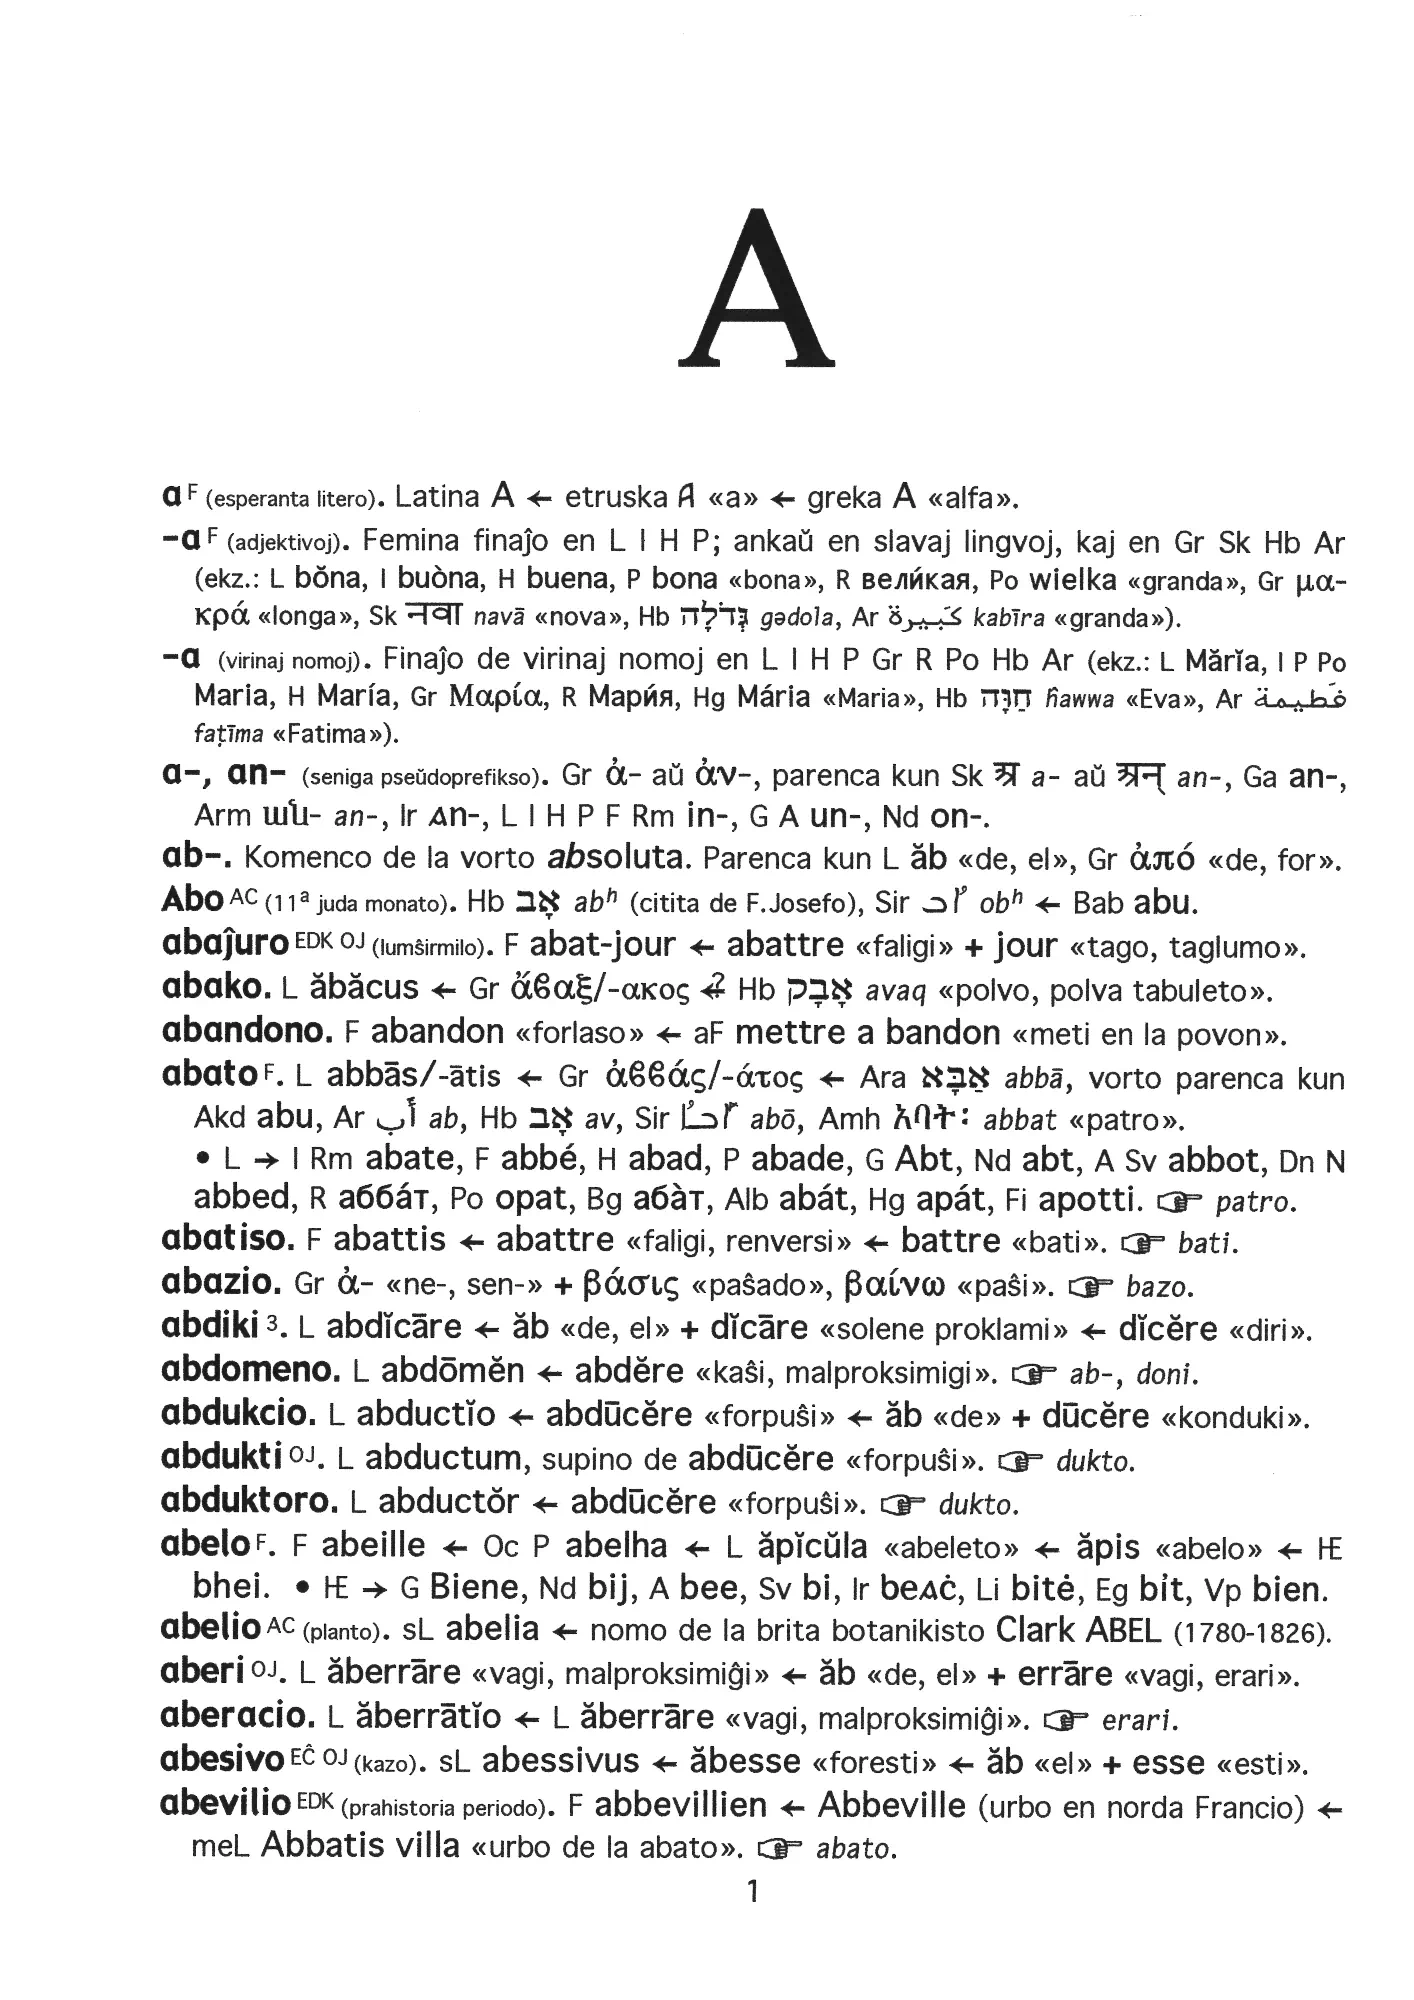 A
a F (esperanta litero). Latina A ← etruska 𐌀 «a» ← greka Α «alfa».
-a F (adjektivoj). Femina finaĵo en L I H P; ankaŭ en slavaj lingvoj, kaj en Gr Sk Hb Ar
(ekz.: L bŏna, I buòna, H buena, P bona «bona», R вели́кая, Po wielka «granda», Gr μα-
κρά «longa», Sk नवा navā «nova», Hb גְּדֹלָה gədola, Ar كَبيرة kabīra «granda»).
-a (virinaj nomoj). Finaĵo de virinaj nomoj en L I H P Gr R Po Hb Ar (ekz.: L Mărĭa, I P Po
Maria, H María, Gr Μαρία, R Мари́я, Hg Mária «Maria», Hb חַוָּה ɦawwa «Eva», Ar فَطيمة
faṭīma «Fatima»).
a-, an- (seniga pseŭdoprefikso). Gr ἀ- aŭ ἀν-, parenca kun Sk अ a- aŭ अन् an-, Ga an-,
Arm ան- an-, Ir an-, L I H P F Rm in-, G A un-, Nd on-.
ab-. Komenco de la vorto absoluta. Parenca kun L ăb «de, el», Gr ἀπό «de, for».
Abo AC (11ª juda monato). Hb אָב abʰ (citita de F.Josefo), Sir ܐܳܒ obʰ ← Bab abu.
abaĵuro EDK OJ (lumŝirmilo). F abat-jour ← abattre «faligi» + jour «tago, taglumo».
abako. L ăbăcus ← Gr ἄϐαξ/-ακος ← Hb אָבָק avaq «polvo, polva tabuleto».
abandono. F abandon «forlaso» ← aF mettre a bandon «meti en la povon».
abato F. L abbās/-ātis ← Gr ἀϐϐάς/-άτος ← Ara אַבָּא abbā, vorto parenca kun
Akd abu, Ar أَب ab, Hb אָב av, Sir ܐܰܒܳܐ abō, Amh አባት፡ abbat «patro».
• L → I Rm abate, F abbé, H abad, P abade, G Abt, Nd abt, A Sv abbot, Dn N
abbed, R абба́т, Po opat, Bg аба̀т, Alb abát, Hg apát, Fi apotti. ☞ patro.
abatiso. F abattis ← abattre «faligi, renversi» ← battre «bati». ☞ bati.
abazio. Gr ἀ- «ne-, sen-» + βάσις «paŝado», βαίνω «paŝi». ☞ bazo.
abdiki 3. L abdĭcāre ← ăb «de, el» + dĭcāre «solene proklami» ← dīcĕre «diri».
abdomeno. L abdōmĕn ← abdĕre «kaŝi, malproksimigi». ☞ ab-, doni.
abdukcio. L abductĭo ← abdūcĕre «forpuŝi» ← ăb «de» + dūcĕre «konduki».
abdukti OJ. L abductum, supino de abdūcĕre «forpuŝi». ☞ dukto.
abduktoro. L abductŏr ← abdūcĕre «forpuŝi». ☞ dukto.
abelo F. F abeille ← Oc P abelha ← L ăpĭcŭla «abeleto» ← ăpis «abelo» ← IE
bhei. • IE → G Biene, Nd bij, A bee, Sv bi, Ir beaċ, Li bitė, Eg bit, Vp bien.
abelio AC (planto). sL abelia ← nomo de la brita botanikisto Clark ABEL (1780-1826).
aberi OJ. L ăberrāre «vagi, malproksimiĝi» ← ăb «de, el» + errāre «vagi, erari».
aberacio. L ăberrātĭo ← L ăberrāre «vagi, malproksimiĝi». ☞ erari.
abesivo EĈ OJ (kazo). sL abessivus ← ăbesse «foresti» ← ăb «el» + esse «esti».
abevilio EDK (prahistoria periodo). F abbevillien ← Abbeville (urbo en norda Francio) ←
meL Abbatis villa «urbo de la abato». ☞ abato.
1